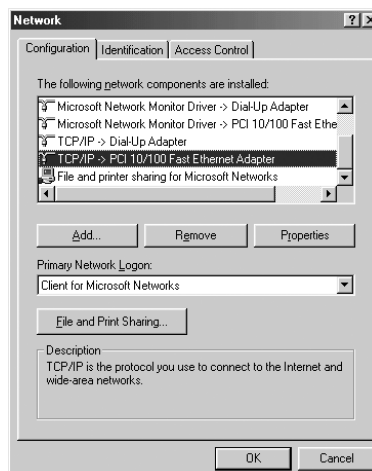 Network
Configuration Identification Access Control
The following network components are installed:
Microsoft Network Monitor Driver -> Dial-Up Adapter
Microsoft Network Monitor Driver -> PCI 10/100 Fast Ethe
TCP/IP -> Dial-Up Adapter
TCP/IP -> PCI 10/100 Fast Ethernet Adapter
File and printer sharing for Microsoft Networks
Add... Remove Properties
Primary Network Logon:
Client for Microsoft Networks
File and Print Sharing...
Description
TCP/IP is the protocol you use to connect to the Internet and
wide-area networks.
OK Cancel